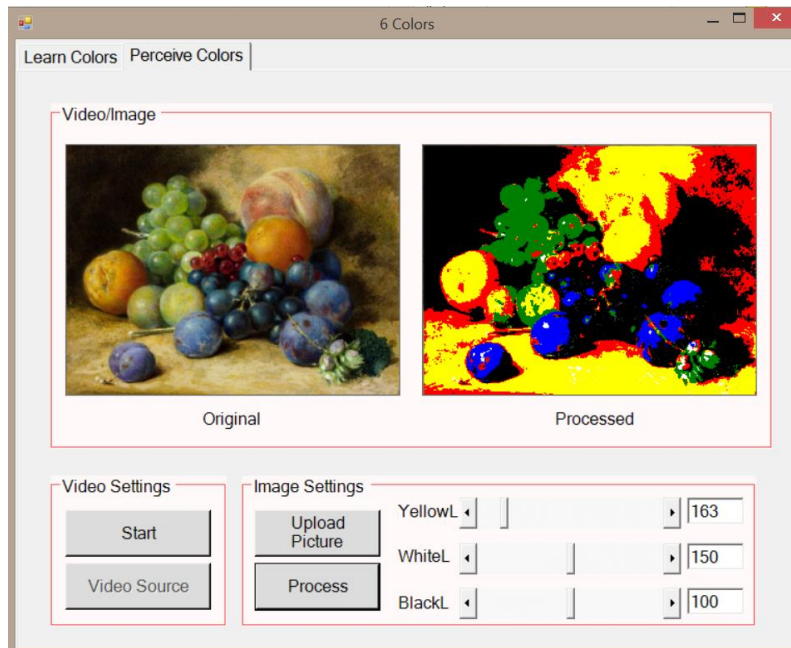 6 Colors
Learn Colors Perceive Colors
Video/Image
Original Processed
Video Settings
Start
Video Source
Image Settings
Upload
Picture
Process
YellowL 163
WhiteL 150
BlackL 100